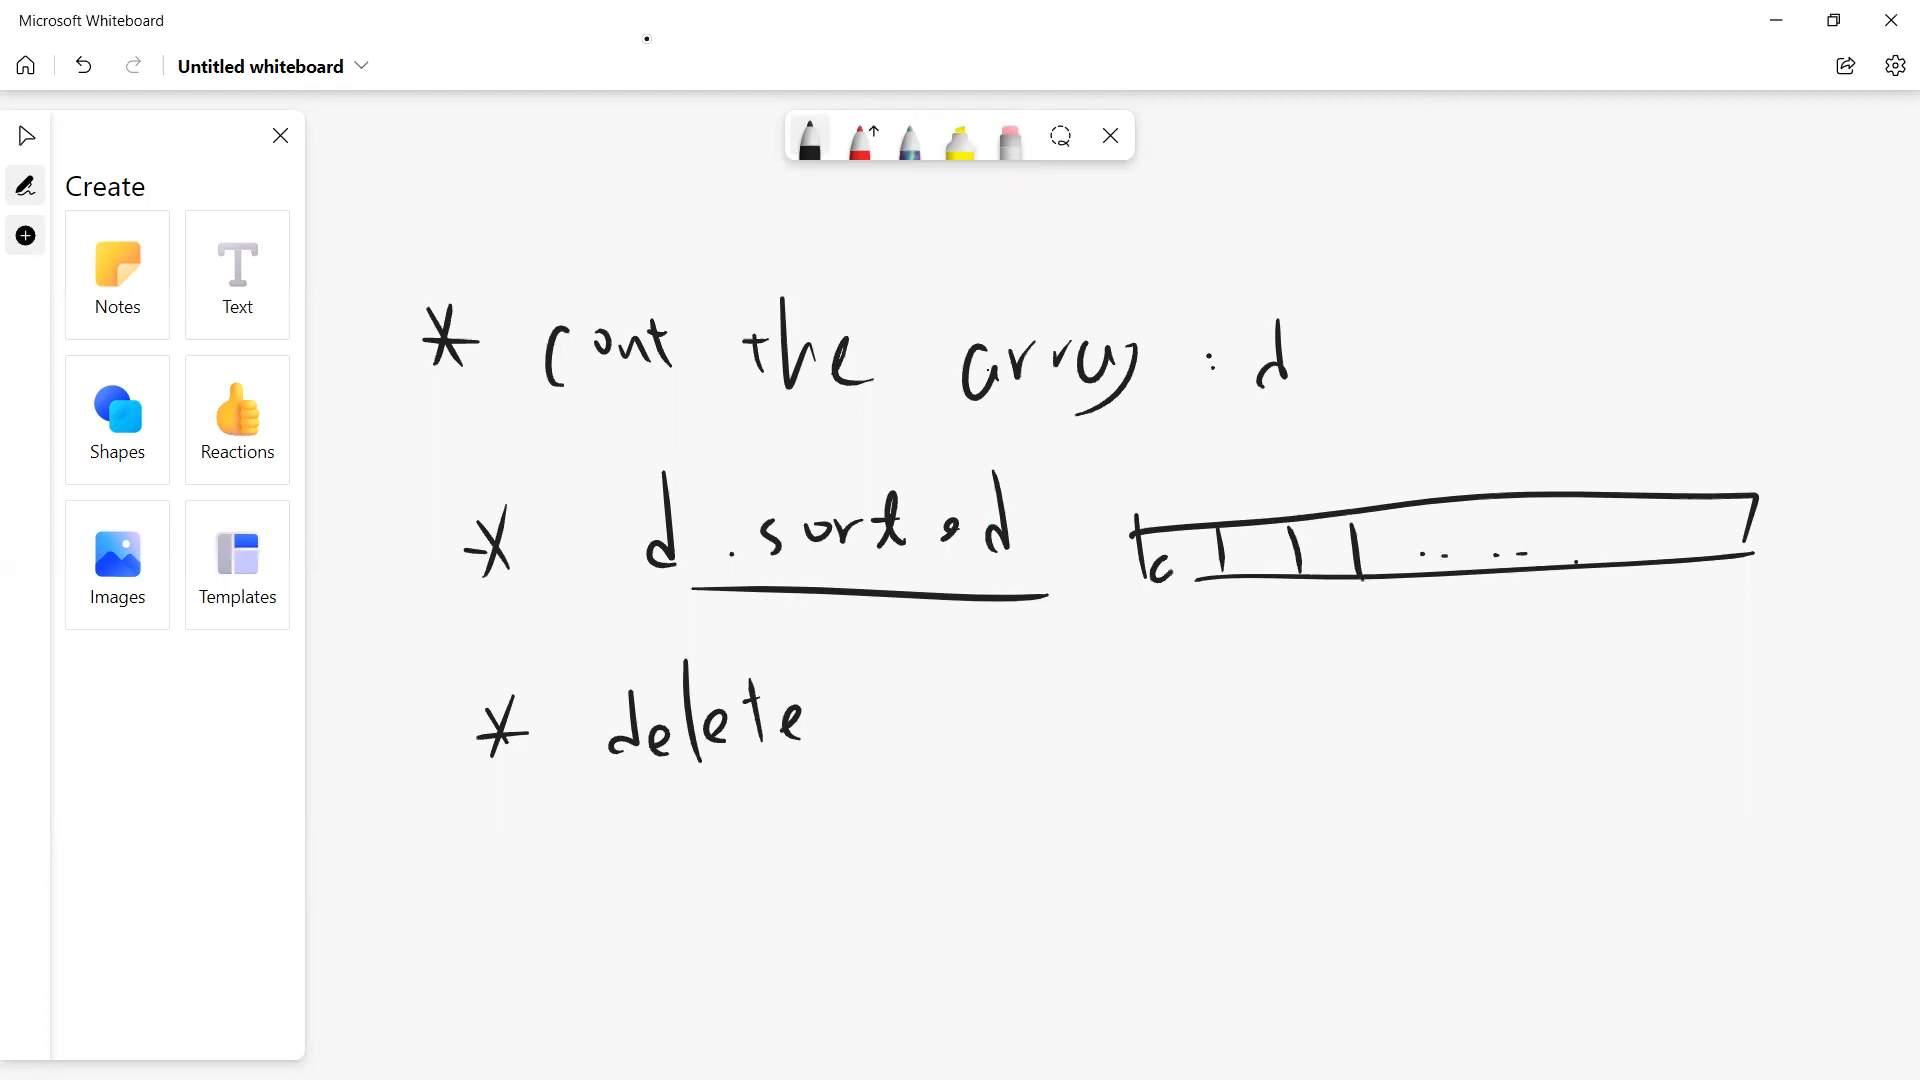 Microsoft Whiteboard
Untitled whiteboard
Create
Notes
Text
Shapes
Reactions
Images
Templates
* cont the array : d
* d . sorted
c
* delete